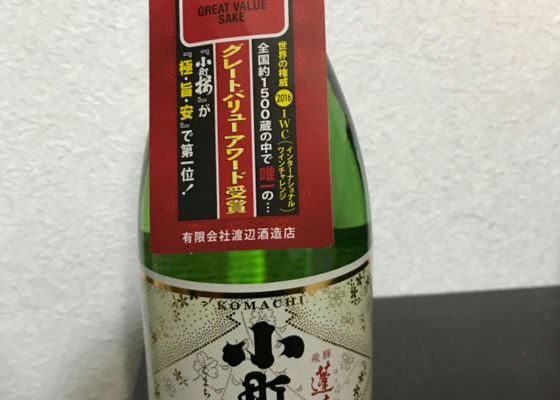 GREAT VALUE
SAKE
世界の権威
2016
IWC
(インターナショナル
ワインチャレンジ)
全国約1500蔵の中で唯一の…
グレートバリューアワード受賞
『小町桜』が
『極・旨・安』で第一位!
有限会社渡辺酒造店
KOMACHI
小町
こまち
飛騨
蓬